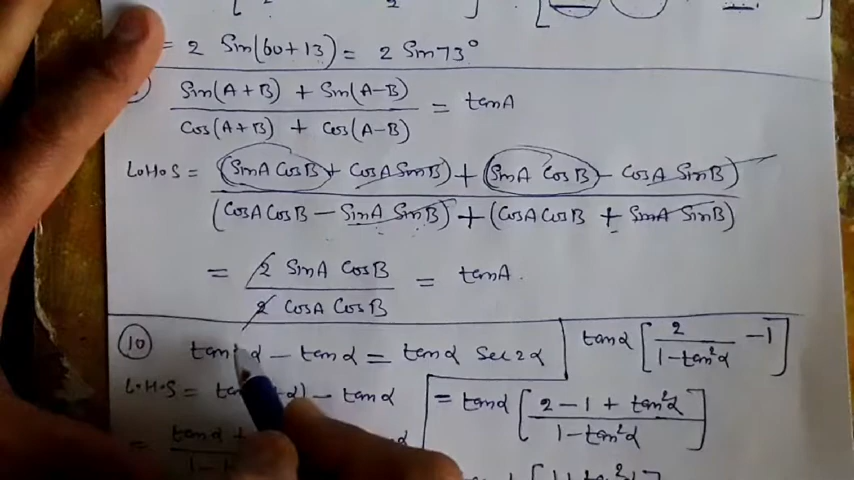 = 2 Sin(60+13) = 2 Sin73°
Sin(A+B) + Sin(A-B) / Cos(A+B) + Cos(A-B) = tanA
L.H.S = (SinA CosB + CosA SinB) + (SinA CosB - CosA SinB) / (CosA CosB - SinA SinB) + (CosA CosB + SinA SinB)
= 2 SinA CosB / 2 CosA CosB = tanA.
(10) tan2α - tanα = tanα Sec2α
L.H.S = - tanα
= tanα +
tanα [2 / 1-tan²α - 1]
= tanα [2 - 1 + tan²α / 1-tan²α]